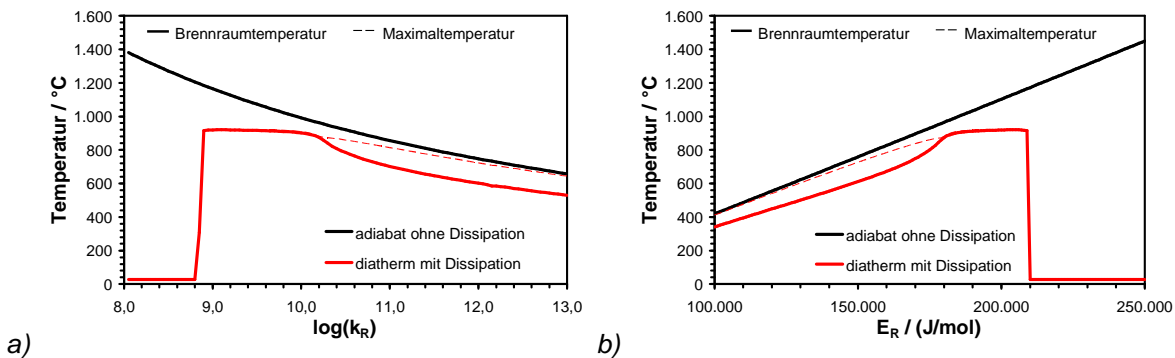 1.600
Brennraumtemperatur
Maximaltemperatur
1.400
1.200
1.000
800
600
400
200
0
Temperatur / °C
adiabat ohne Dissipation
diatherm mit Dissipation
8,0 9,0 10,0 11,0 12,0 13,0
log(kR)
a)
1.600
Brennraumtemperatur
Maximaltemperatur
1.400
1.200
1.000
800
600
400
200
0
Temperatur / °C
adiabat ohne Dissipation
diatherm mit Dissipation
100.000 150.000 200.000 250.000
ER / (J/mol)
b)